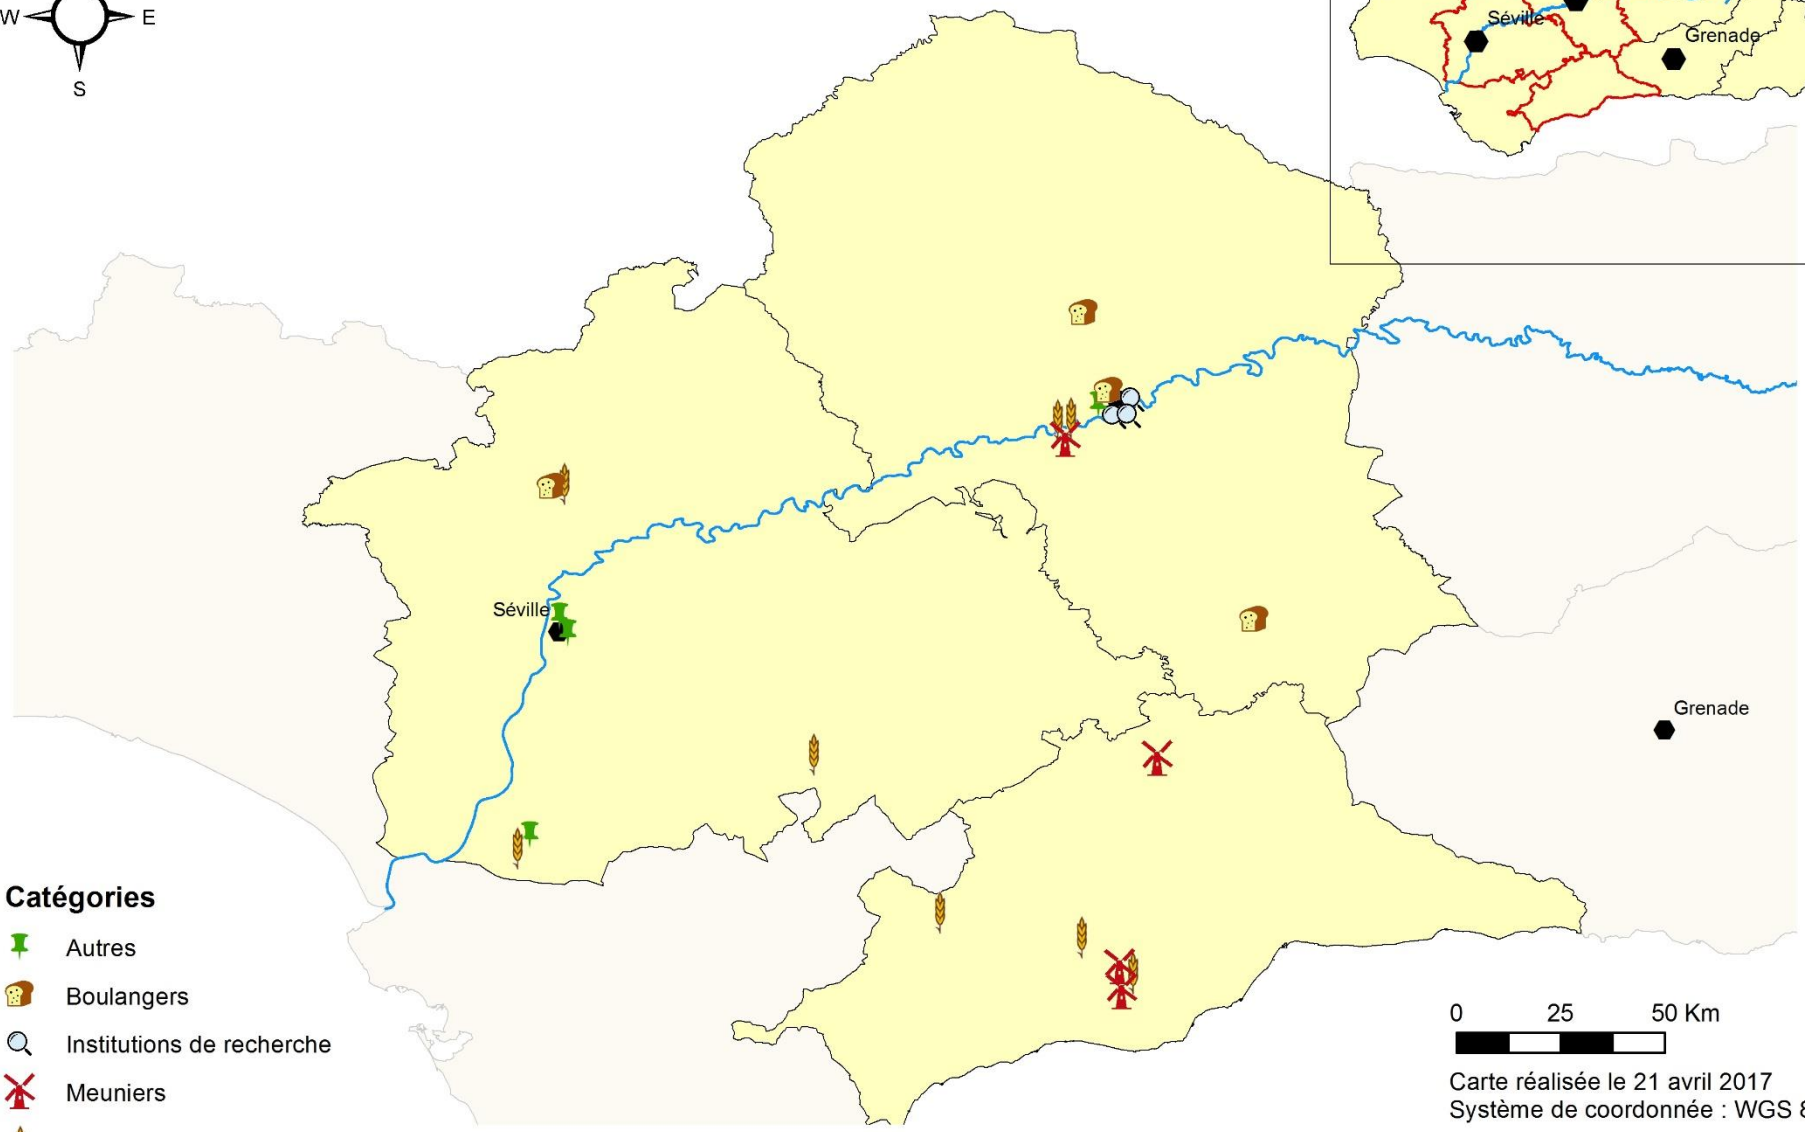 W E
S
Séville
Grenade
Séville
Grenade
Catégories
Autres
Boulangers
Institutions de recherche
Meuniers
0 25 50 Km
Carte réalisée le 21 avril 2017
Système de coordonnée : WGS 8